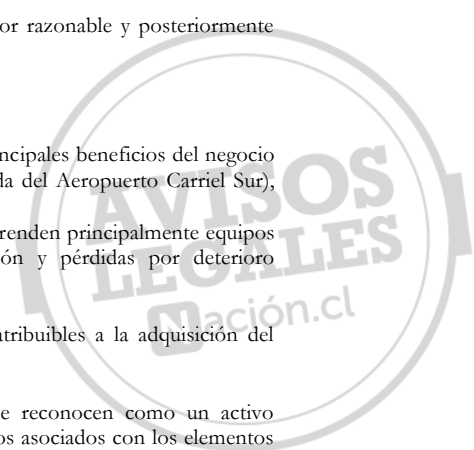 or razonable y posteriormente
ncipales beneficios del negocio
da del Aeropuerto Carriel Sur),
renden principalmente equipos
ón y pérdidas por deterioro
atribuibles a la adquisición del
e reconocen como un activo
os asociados con los elementos
AVISOS
LEGALES
Nación.cl